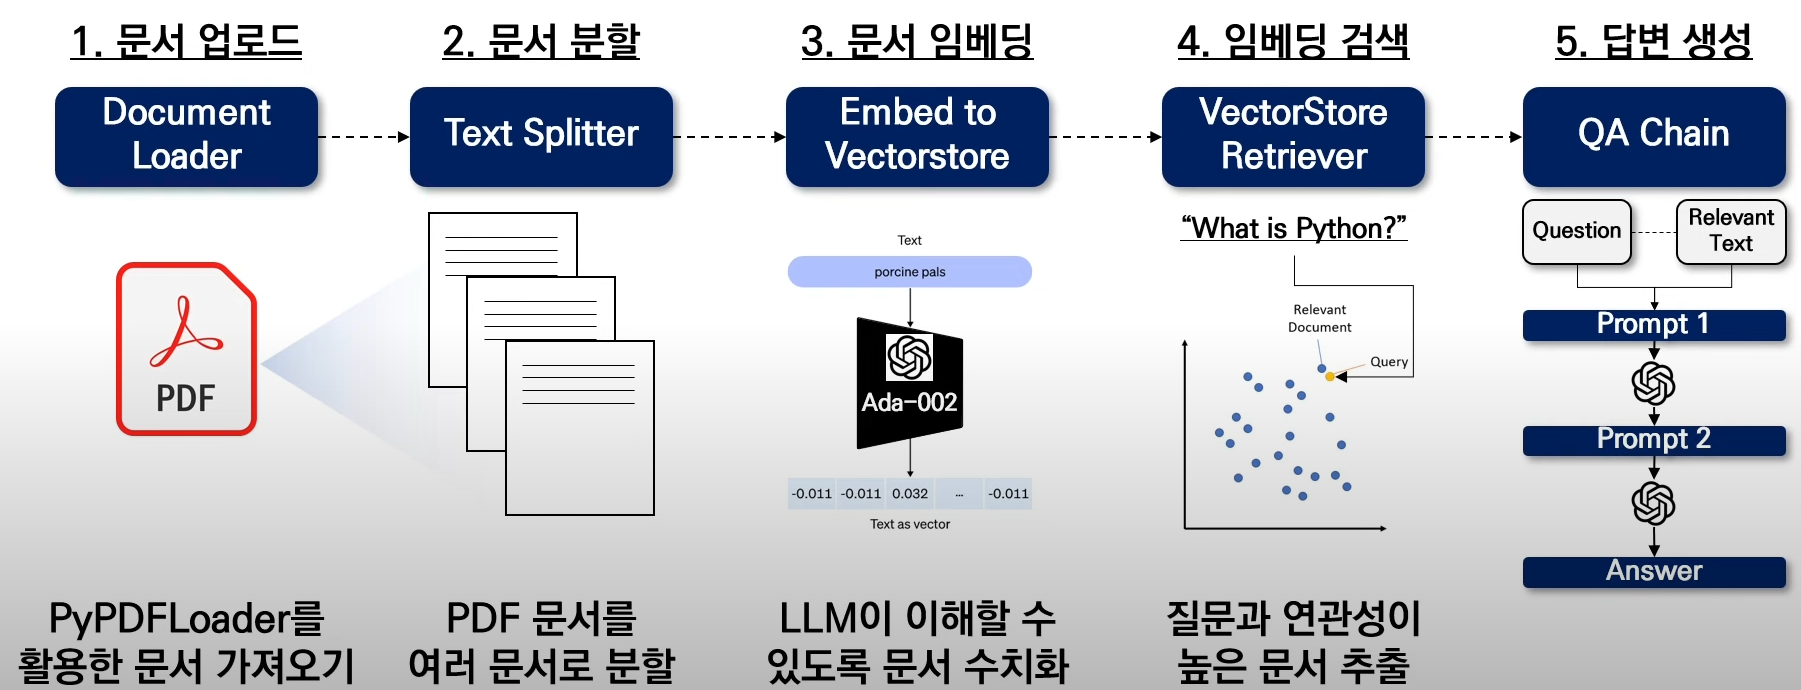 1. 문서 업로드
Document
Loader
PDF
PyPDFLoader를
활용한 문서 가져오기
2. 문서 분할
Text Splitter
PDF 문서를
여러 문서로 분할
3. 문서 임베딩
Embed to
Vectorstore
Text
porcine pals
Ada-002
-0.011 -0.011 0.032 ... -0.011
Text as vector
LLM이 이해할 수
있도록 문서 수치화
4. 임베딩 검색
VectorStore
Retriever
“What is Python?”
Relevant
Document
Query
질문과 연관성이
높은 문서 추출
5. 답변 생성
QA Chain
Question
Relevant
Text
Prompt 1
Prompt 2
Answer